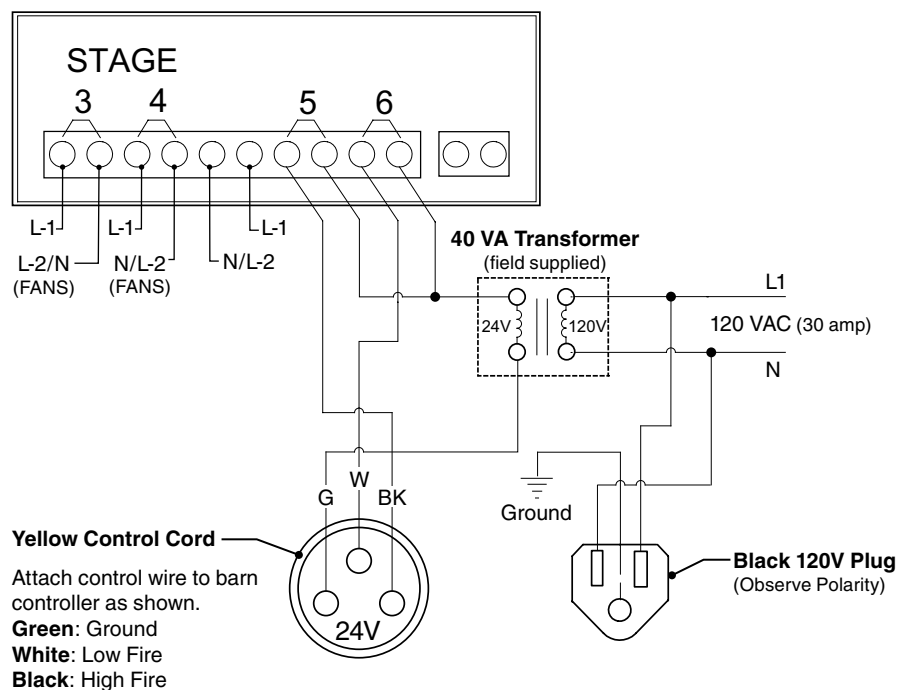 STAGE
3 4 5 6
L-1 L-1 L-1
L-2/N N/L-2 N/L-2
(FANS) (FANS)
40 VA Transformer
(field supplied)
24V 120V
L1
120 VAC (30 amp)
N
G W BK
Ground
Yellow Control Cord
Attach control wire to barn
controller as shown.
Green: Ground
White: Low Fire
Black: High Fire
24V
Black 120V Plug
(Observe Polarity)